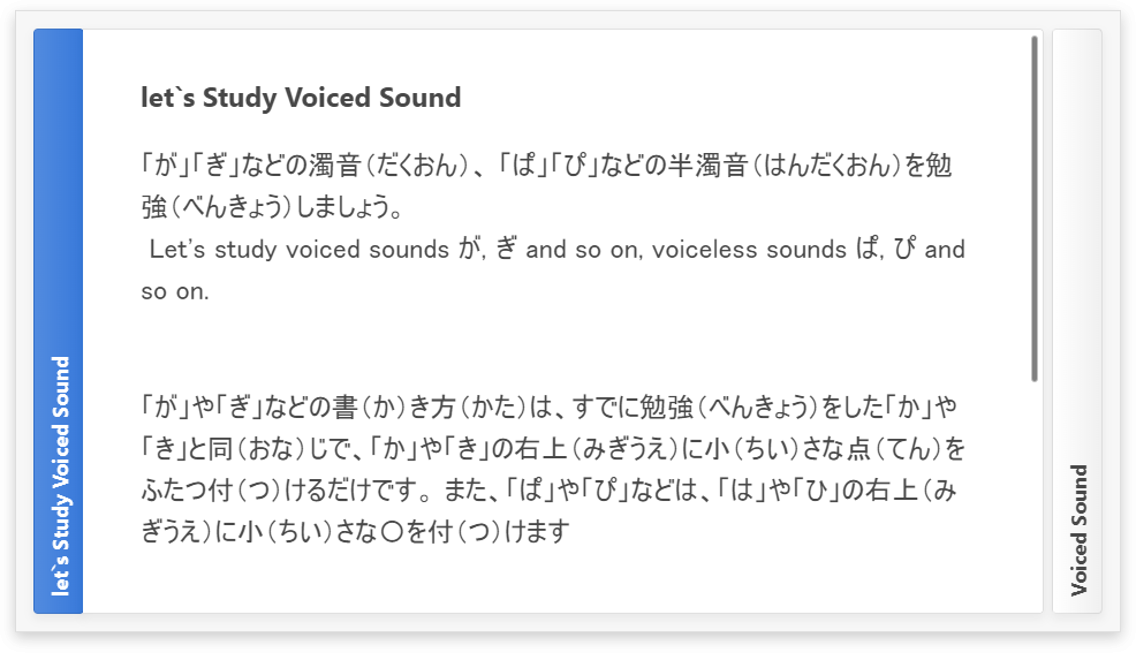 let`s Study Voiced Sound
let`s Study Voiced Sound
「が」「ぎ」などの濁音（だくおん）、「ぱ」「ぴ」などの半濁音（はんだくおん）を勉
強（べんきょう）しましょう。
Let's study voiced sounds が, ぎ and so on, voiceless sounds ぱ, ぴ and
so on.
「が」や「ぎ」などの書（か）き方（かた）は、すでに勉強（べんきょう）をした「か」や
「き」と同（おな）じで、「か」や「き」の右上（みぎうえ）に小（ちい）さな点（てん）を
ふたつ付（つ）けるだけです。また、「ぱ」や「ぴ」などは、「は」や「ひ」の右上（み
ぎうえ）に小（ちい）さな〇を付（つ）けます
Voiced Sound